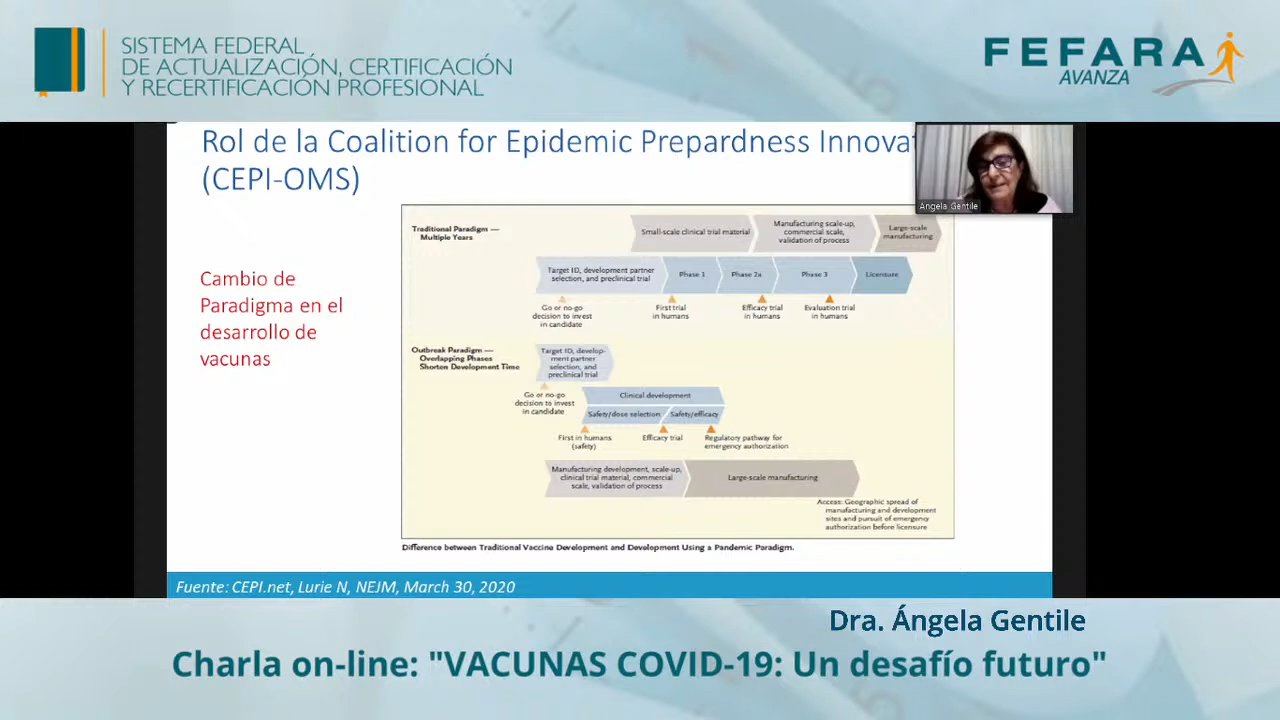 SISTEMA FEDERAL
DE ACTUALIZACIÓN, CERTIFICACIÓN
Y RECERTIFICACIÓN PROFESIONAL
FEFARA
AVANZA
Rol de la Coalition for Epidemic Prepardness Innovat
(CEPI-OMS)
Angela Gentile
Cambio de
Paradigma en el
desarrollo de
vacunas
Traditional Paradigm —
Multiple Years
Small-scale clinical trial material
Manufacturing scale-up,
commercial scale,
validation of process
Large-scale
manufacturing
Target ID, development partner
selection, and preclinical trial
Phase 1
Phase 2a
Phase 3
Licensure
Go or no-go
decision to invest
in candidate
First trial
in humans
Efficacy trial
in humans
Evaluation trial
in humans
Outbreak Paradigm —
Overlapping Phases
Shorten Development Time
Target ID, develop-
ment partner
selection, and
preclinical trial
Go or no-go
decision to invest
in candidate
Clinical development
Safety/dose selection
Safety/efficacy
First in humans
(safety)
Efficacy trial
Regulatory pathway for
emergency authorization
Manufacturing development, scale-up,
clinical trial material, commercial
scale, validation of process
Large-scale manufacturing
Access: Geographic spread of
manufacturing and development
sites and pursuit of emergency
authorization before licensure
Difference between Traditional Vaccine Development and Development Using a Pandemic Paradigm.
Fuente: CEPI.net, Lurie N, NEJM, March 30, 2020
Dra. Ángela Gentile
Charla on-line: "VACUNAS COVID-19: Un desafío futuro"